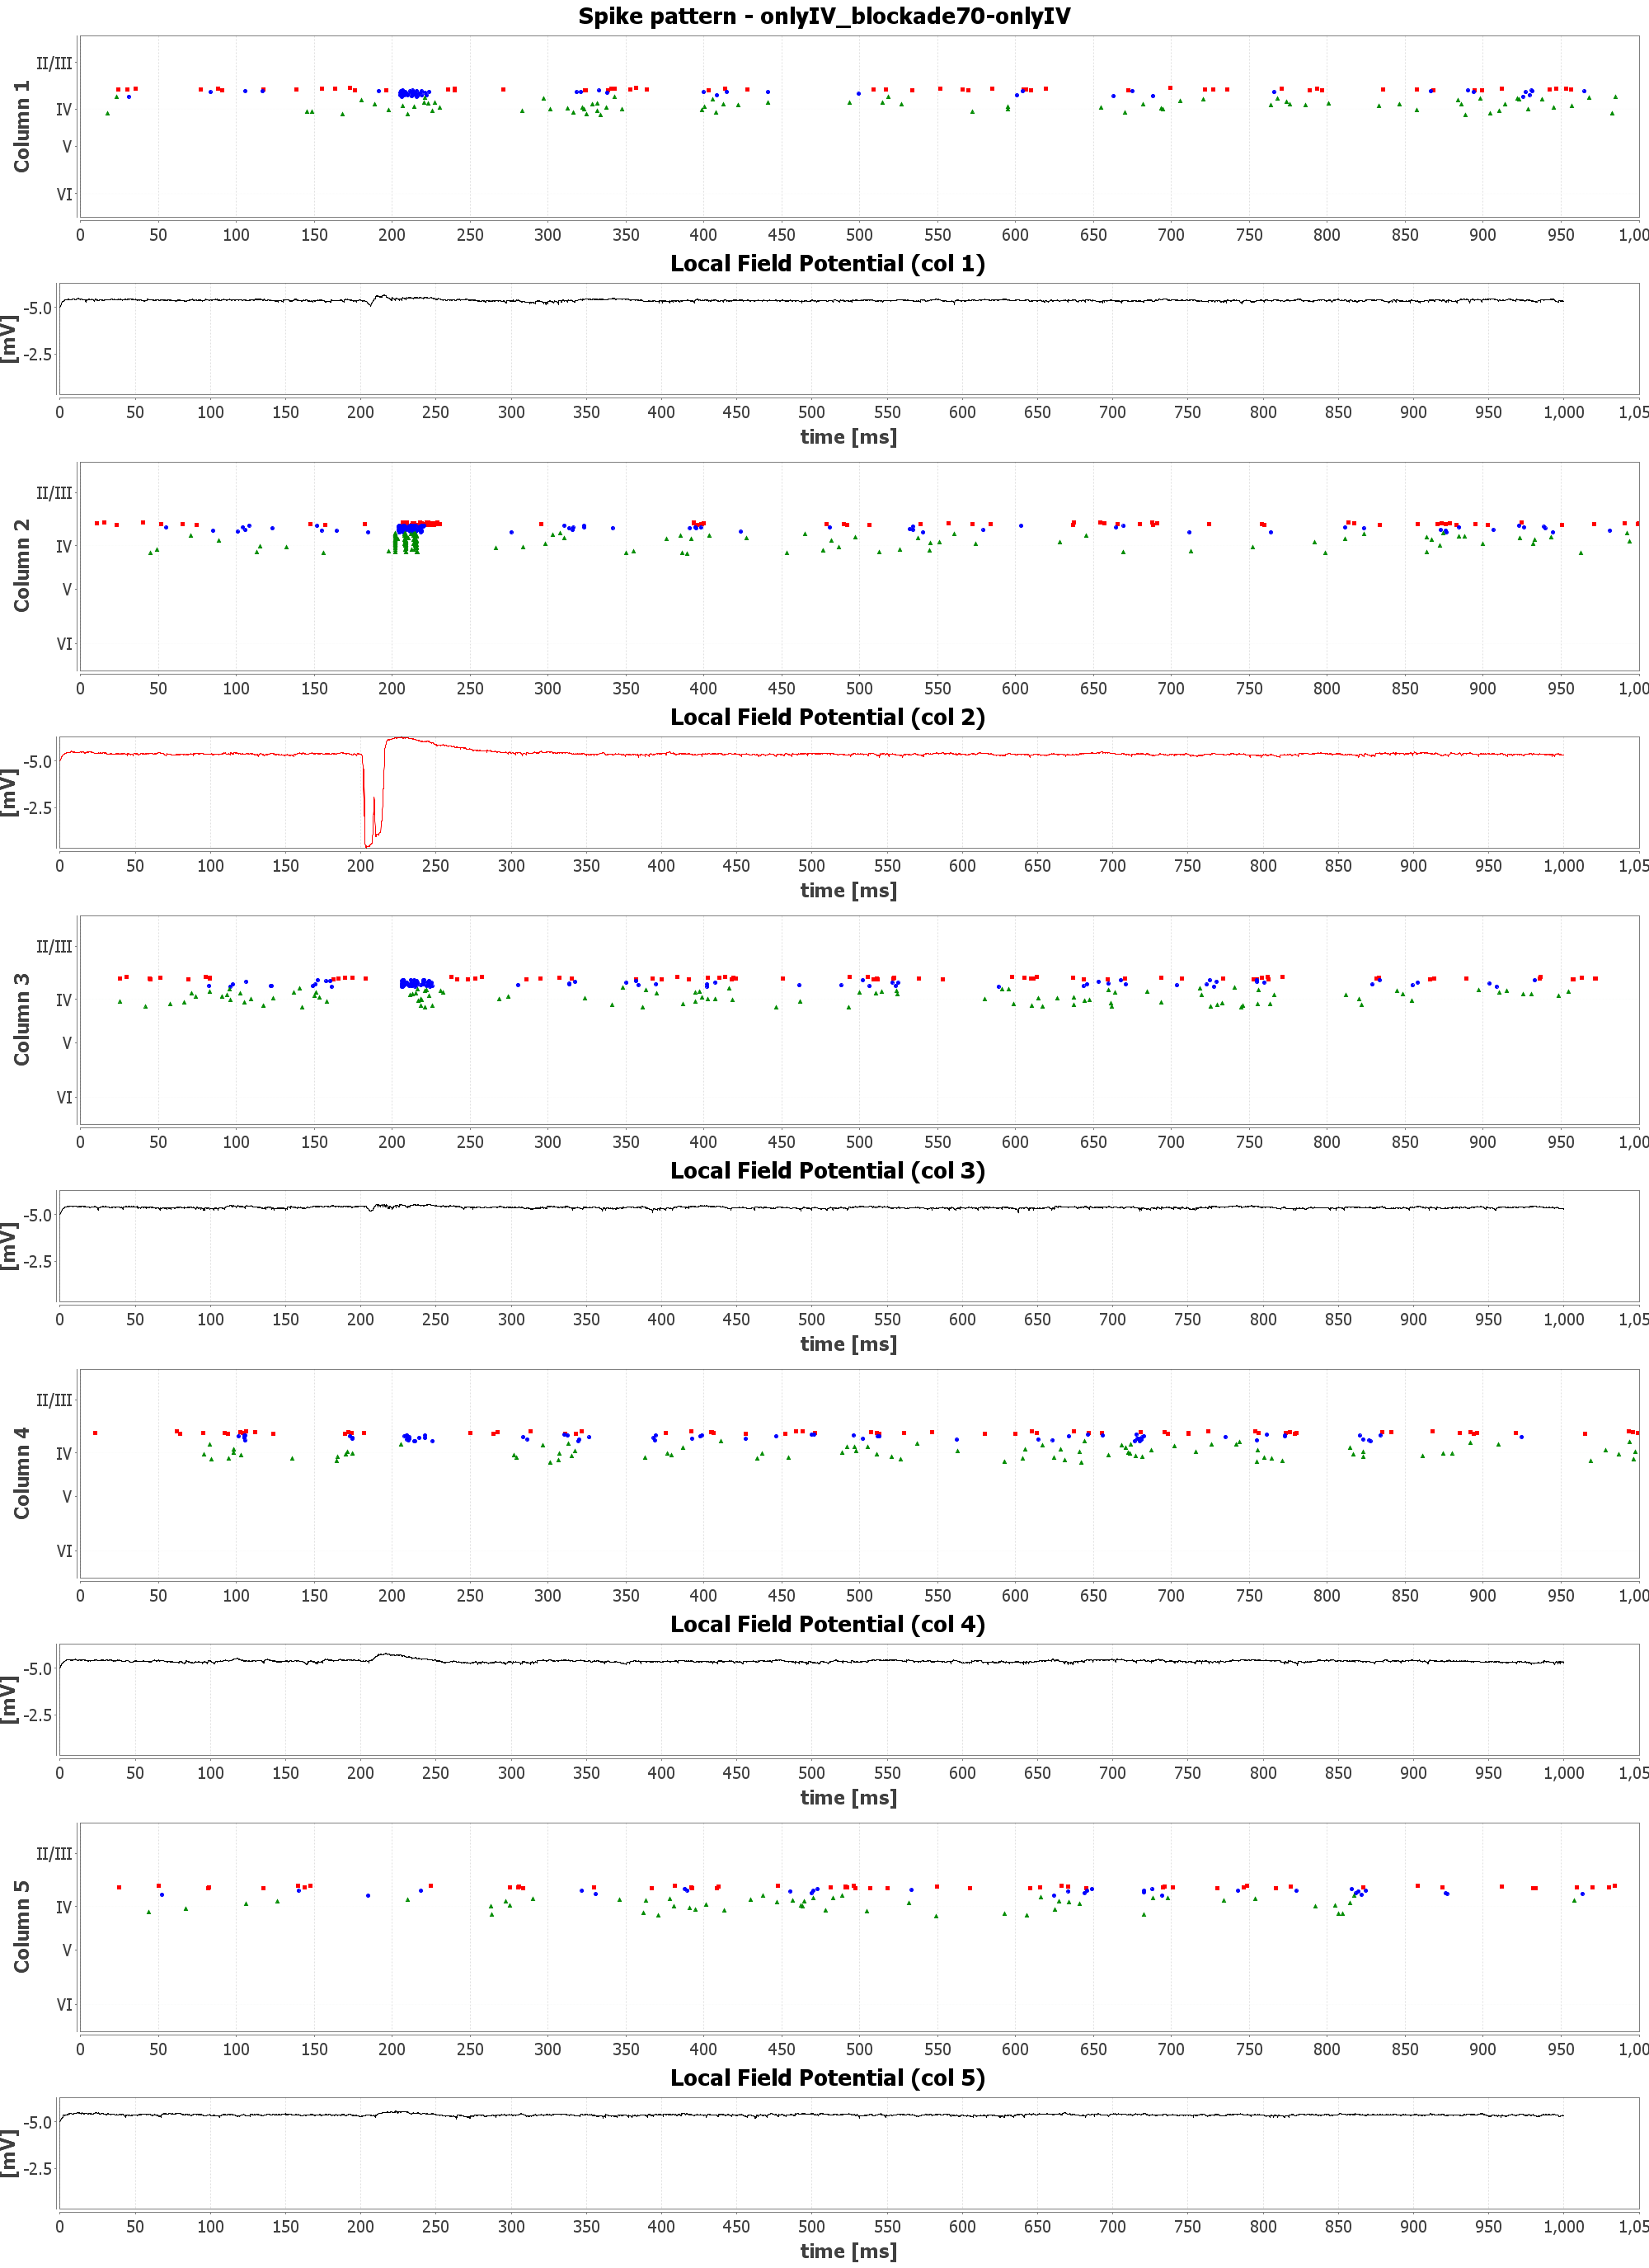 Spike pattern - onlyIV_blockade70-onlyIV
Column 1
II/III
IV
V
VI
0 50 100 150 200 250 300 350 400 450 500 550 600 650 700 750 800 850 900 950 1,00
Local Field Potential (col 1)
[mV]
-5.0
-2.5
0 50 100 150 200 250 300 350 400 450 500 550 600 650 700 750 800 850 900 950 1,000 1,05
time [ms]
Column 2
II/III
IV
V
VI
0 50 100 150 200 250 300 350 400 450 500 550 600 650 700 750 800 850 900 950 1,00
Local Field Potential (col 2)
[mV]
-5.0
-2.5
0 50 100 150 200 250 300 350 400 450 500 550 600 650 700 750 800 850 900 950 1,000 1,05
time [ms]
Column 3
II/III
IV
V
VI
0 50 100 150 200 250 300 350 400 450 500 550 600 650 700 750 800 850 900 950 1,00
Local Field Potential (col 3)
[mV]
-5.0
-2.5
0 50 100 150 200 250 300 350 400 450 500 550 600 650 700 750 800 850 900 950 1,000 1,05
time [ms]
Column 4
II/III
IV
V
VI
0 50 100 150 200 250 300 350 400 450 500 550 600 650 700 750 800 850 900 950 1,00
Local Field Potential (col 4)
[mV]
-5.0
-2.5
0 50 100 150 200 250 300 350 400 450 500 550 600 650 700 750 800 850 900 950 1,000 1,05
time [ms]
Column 5
II/III
IV
V
VI
0 50 100 150 200 250 300 350 400 450 500 550 600 650 700 750 800 850 900 950 1,00
Local Field Potential (col 5)
[mV]
-5.0
-2.5
0 50 100 150 200 250 300 350 400 450 500 550 600 650 700 750 800 850 900 950 1,000 1,05
time [ms]